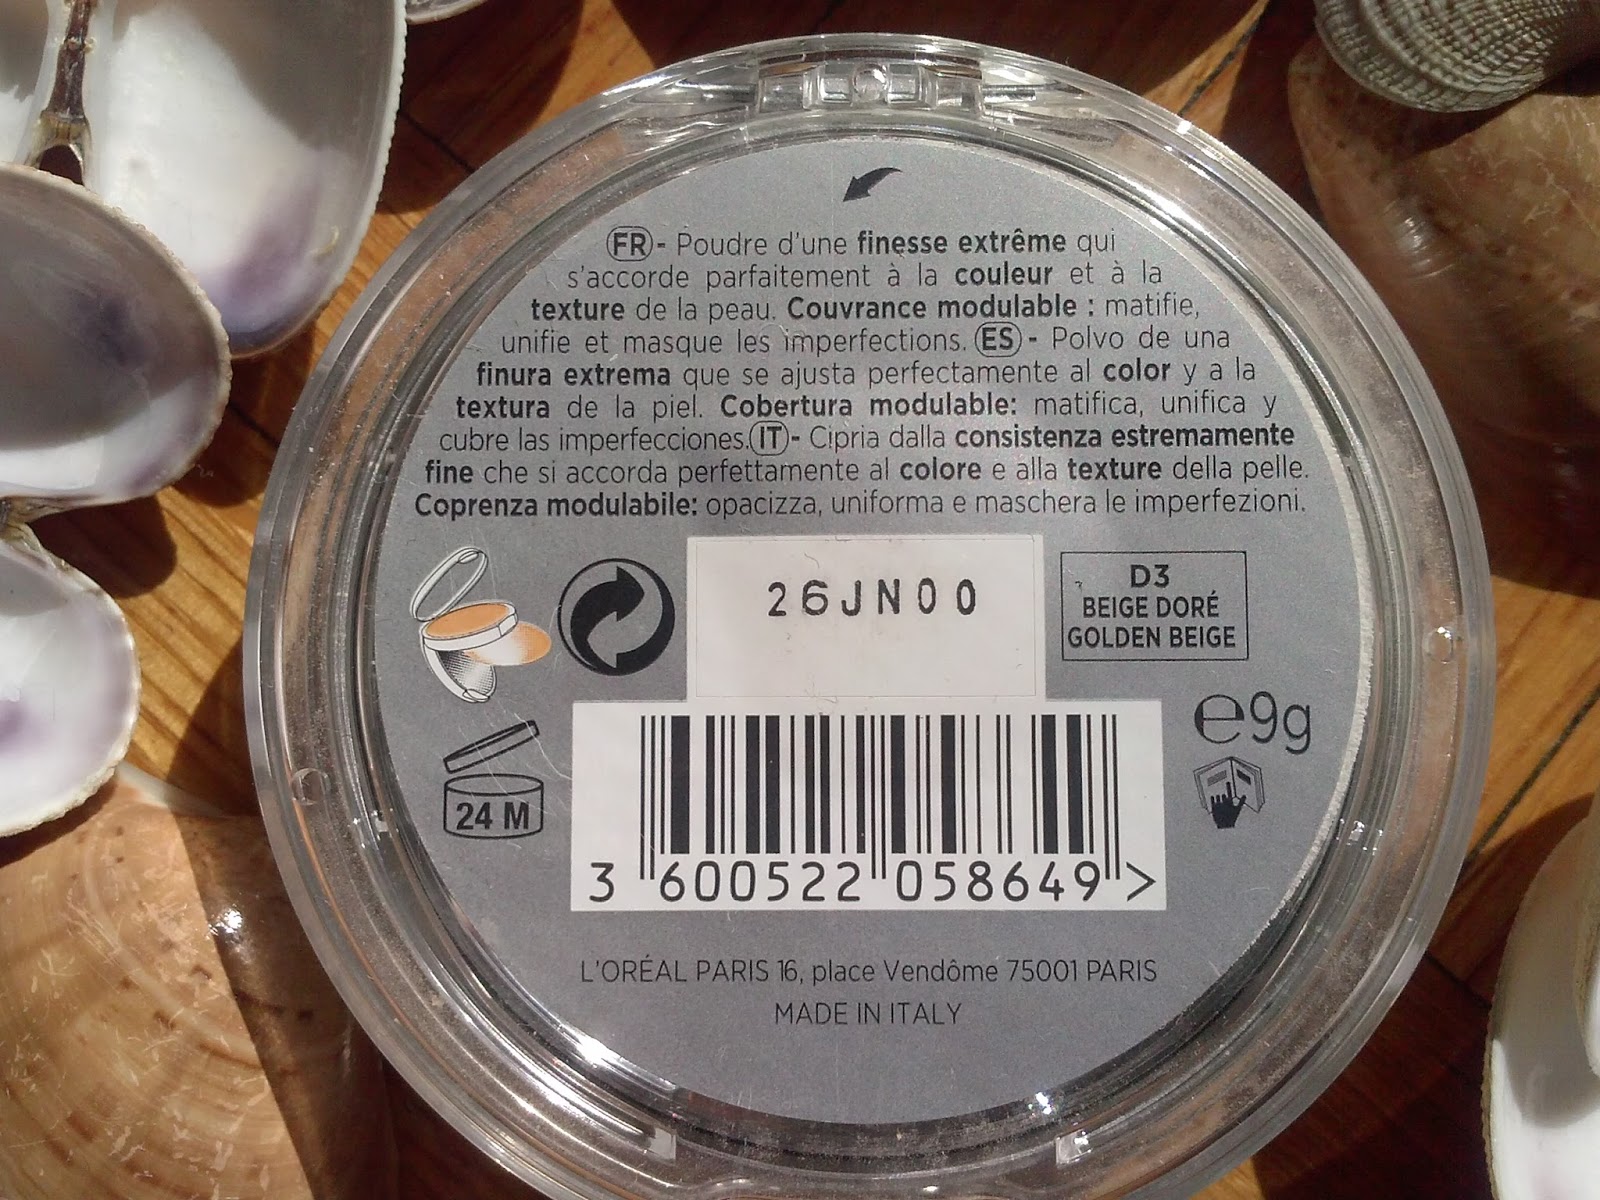 FR - Poudre d'une finesse extrême qui
s'accorde parfaitement à la couleur et à la
texture de la peau. Couvrance modulable : matifie,
unifie et masque les imperfections. ES - Polvo de una
finura extrema que se ajusta perfectamente al color y a la
textura de la piel. Cobertura modulable: matifica, unifica y
cubre las imperfecciones. IT - Cipria dalla consistenza estremamente
fine che si accorda perfettamente al colore e alla texture della pelle.
Coprenza modulabile: opacizza, uniforma e maschera le imperfezioni.
26JN00
D3
BEIGE DORÉ
GOLDEN BEIGE
℮9g
24 M
3 600522 058649 >
L'ORÉAL PARIS 16, place Vendôme 75001 PARIS
MADE IN ITALY